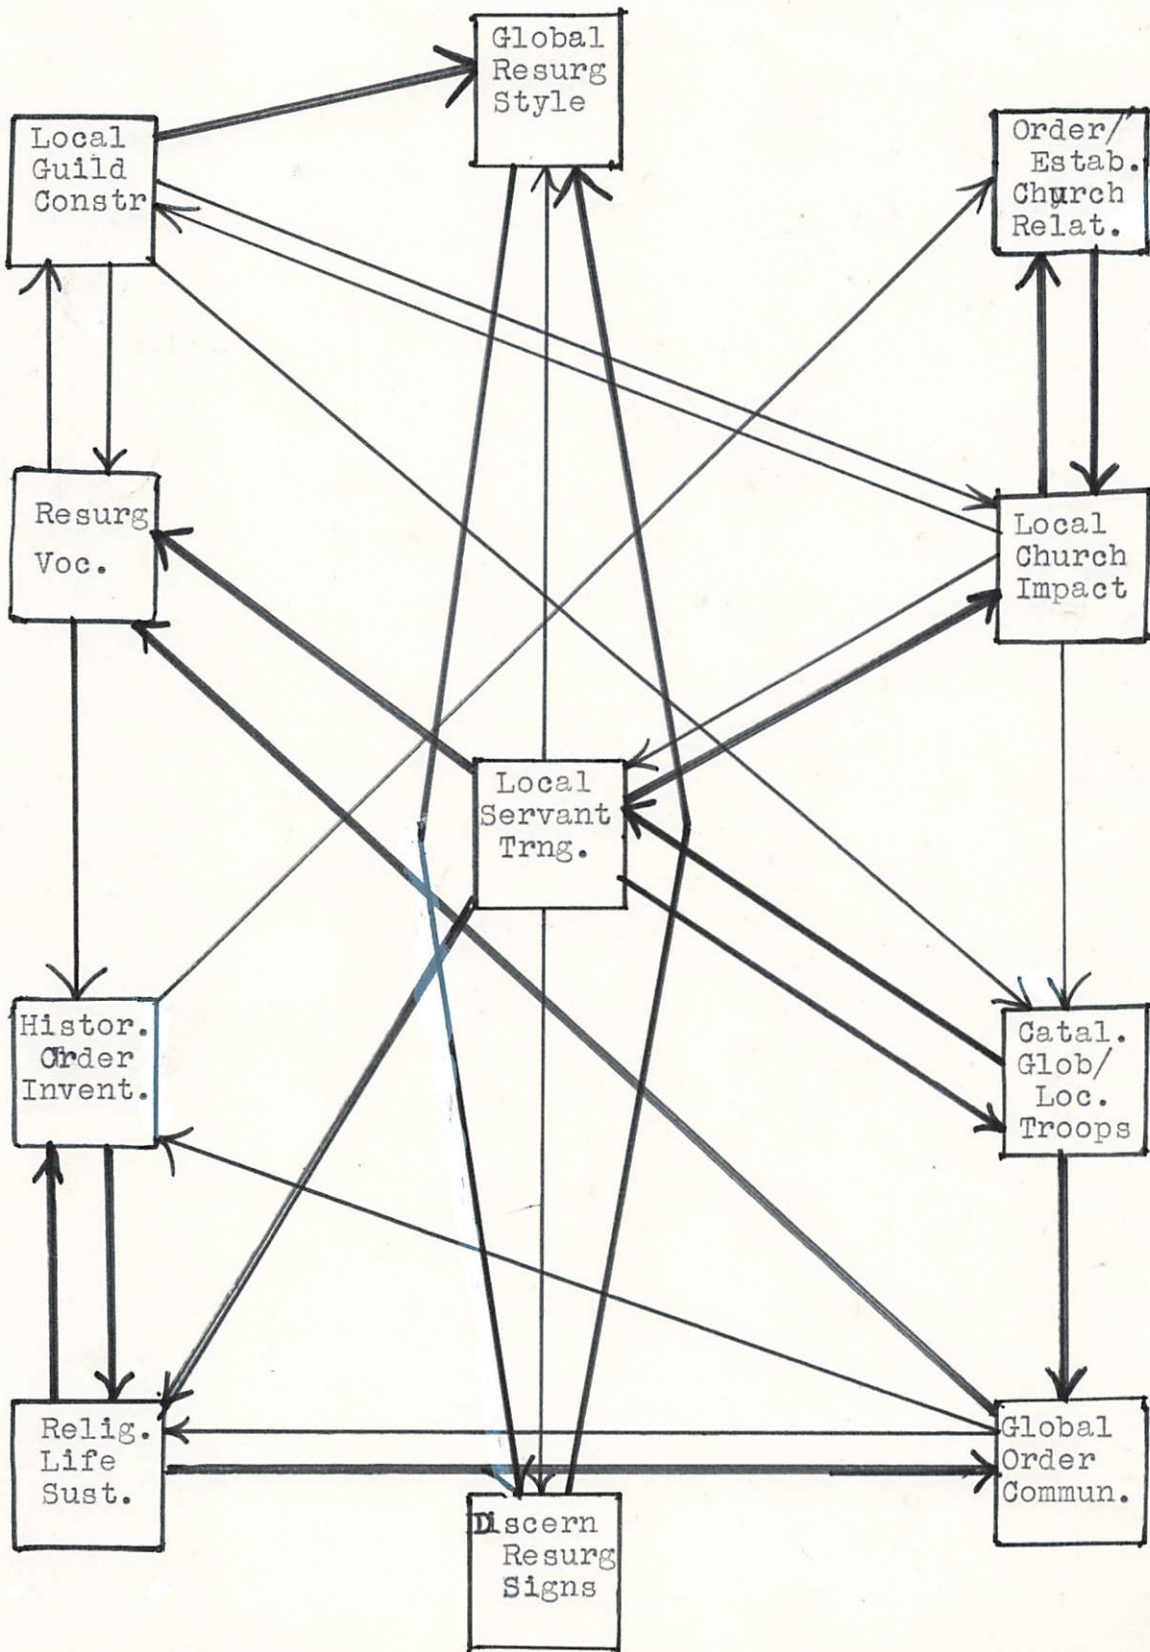 Global
Resurg
Style
Local
Guild
Constr
Order/
Estab.
Church
Relat.
Resurg
Voc.
Local
Church
Impact
Local
Servant
Trng.
Histor.
Order
Invent.
Catal.
Glob/
Loc.
Troops
Relig.
Life
Sust.
Global
Order
Commun.
Discern
Resurg
Signs